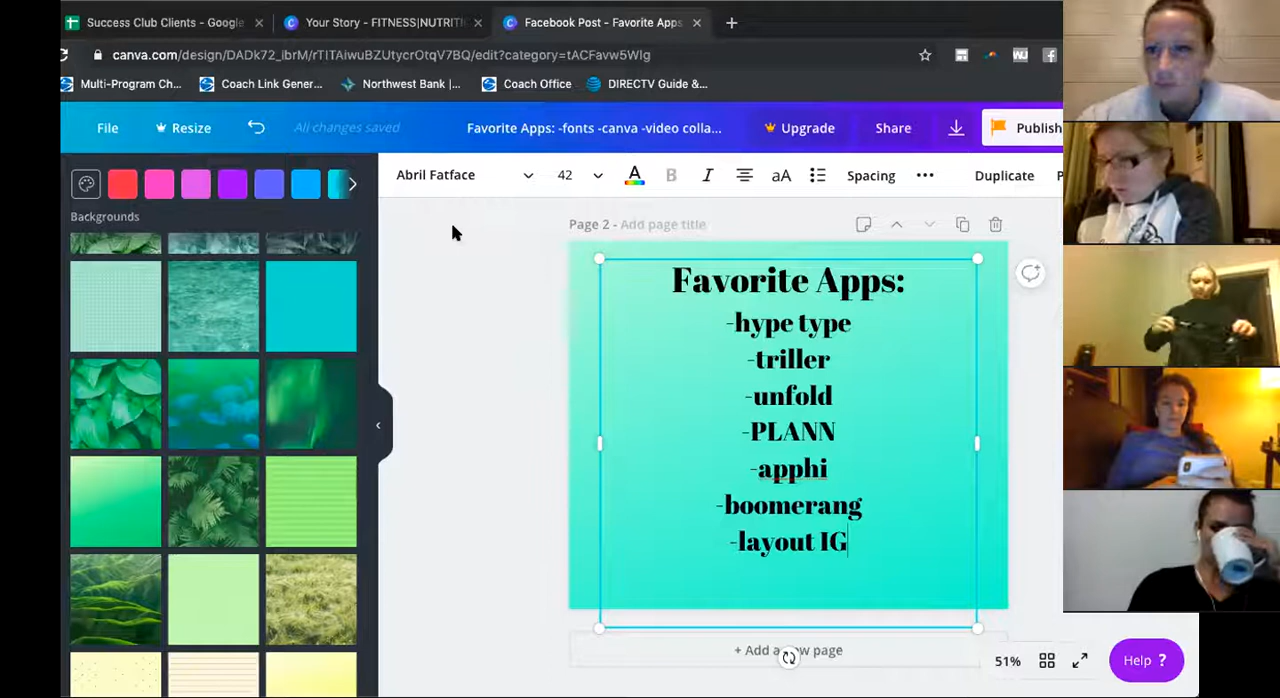 Success Club Clients - Google
Your Story - FITNESS|NUTRITI
Facebook Post - Favorite Apps
canva.com/design/DADk72_ibrM/rTITAiwuBZUtycrOtqV7BQ/edit?category=tACFavw5WIg
Multi-Program Ch...
Coach Link Gener...
Northwest Bank |...
Coach Office
DIRECTV Guide &...
File
Resize
All changes saved
Favorite Apps: -fonts -canva -video colla...
Upgrade
Share
Publish
Abril Fatface
42
A
B
I
aA
Spacing
Duplicate
P
Backgrounds
Page 2 - Add page title
Favorite Apps:
-hype type
-triller
-unfold
-PLANN
-apphi
-boomerang
-layout IG
+ Add a new page
51%
Help ?